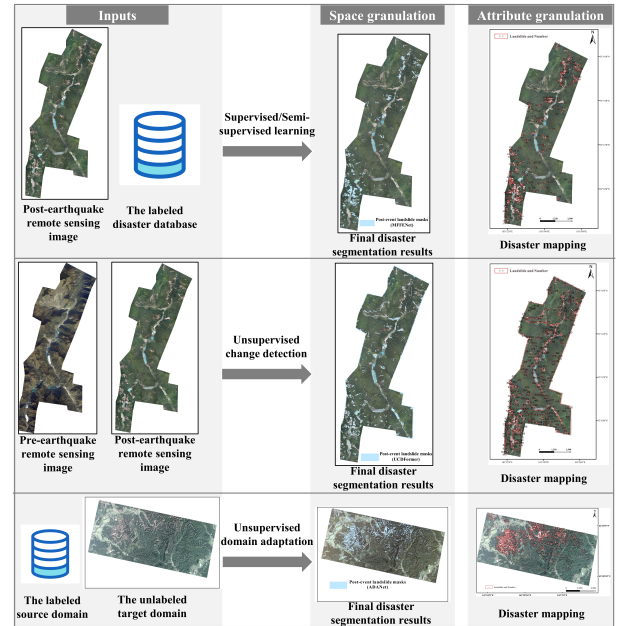 Inputs
Space granulation
Attribute granulation
Supervised/Semi-
supervised learning
Post-earthquake
remote sensing
image
The labeled
disaster database
Post-event landslide masks
(MFFENet)
Final disaster
segmentation results
Landslide and Number
N
Disaster mapping
Unsupervised
change detection
Pre-earthquake
remote sensing
image
Post-earthquake
remote sensing
image
Post-event landslide masks
(UCDFormer)
Final disaster
segmentation results
Landslide and Number
N
Disaster mapping
Unsupervised
domain adaptation
The labeled
source domain
The unlabeled
target domain
Post-event landslide masks
(ADANet)
Final disaster
segmentation results
Disaster mapping